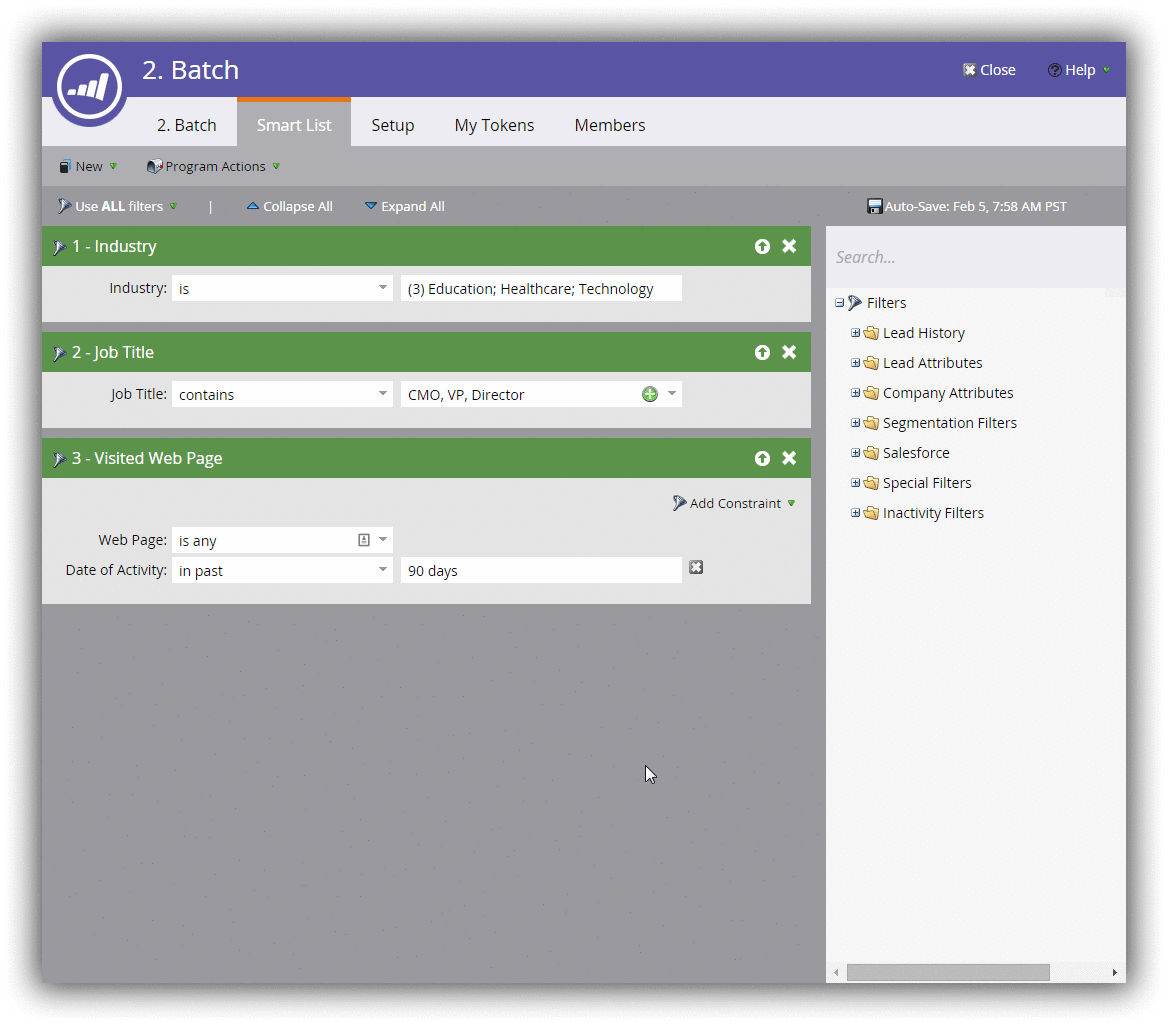 2. Batch
Close Help
2. Batch Smart List Setup My Tokens Members
New Program Actions
Use ALL filters | Collapse All Expand All Auto-Save: Feb 5, 7:58 AM PST
1 - Industry
Industry: is (3) Education; Healthcare; Technology
2 - Job Title
Job Title: contains CMO, VP, Director
3 - Visited Web Page
Add Constraint
Web Page: is any
Date of Activity: in past 90 days
Search...
Filters
Lead History
Lead Attributes
Company Attributes
Segmentation Filters
Salesforce
Special Filters
Inactivity Filters